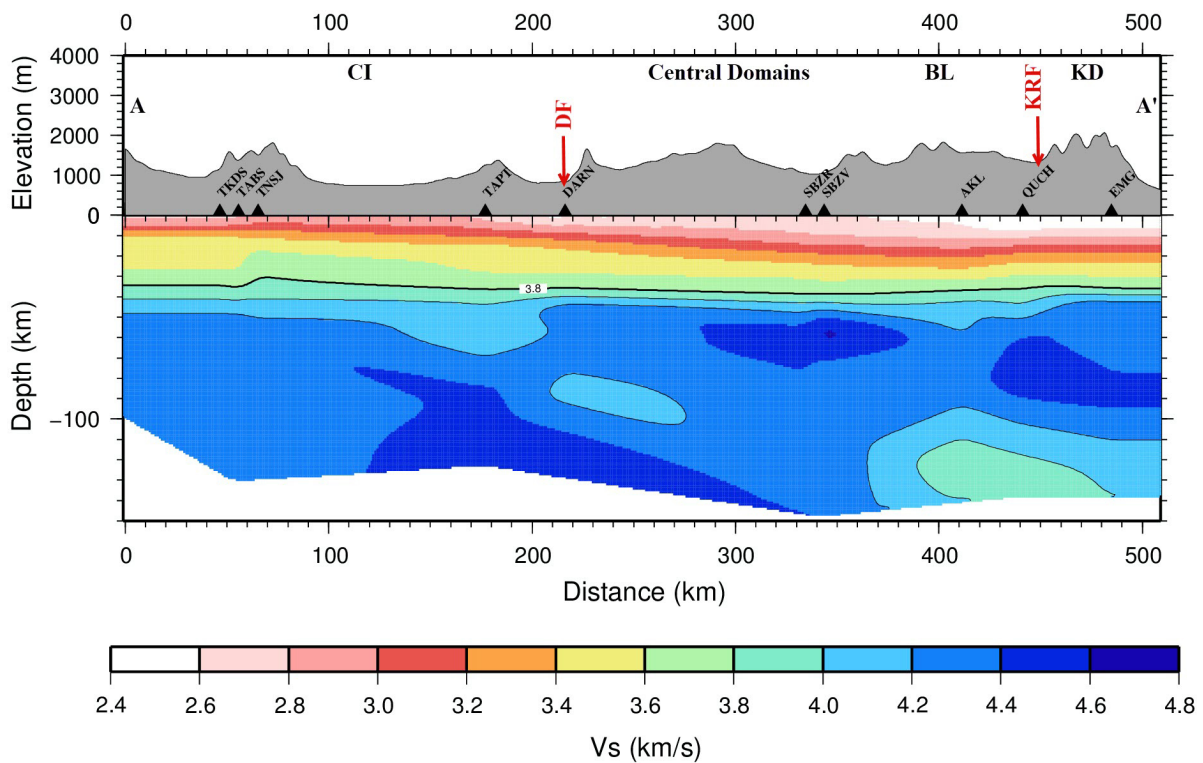 0 100 200 300 400 500
4000
3000
2000
1000
0
Elevation (m)
CI Central Domains BL KD
A A'
DF KRF
TKDS TABS INSJ TAPT DARN SBZR SBZV AKL QUCH EMG
3.8
Depth (km)
−100
0 100 200 300 400 500
Distance (km)
2.4 2.6 2.8 3.0 3.2 3.4 3.6 3.8 4.0 4.2 4.4 4.6 4.8
Vs (km/s)